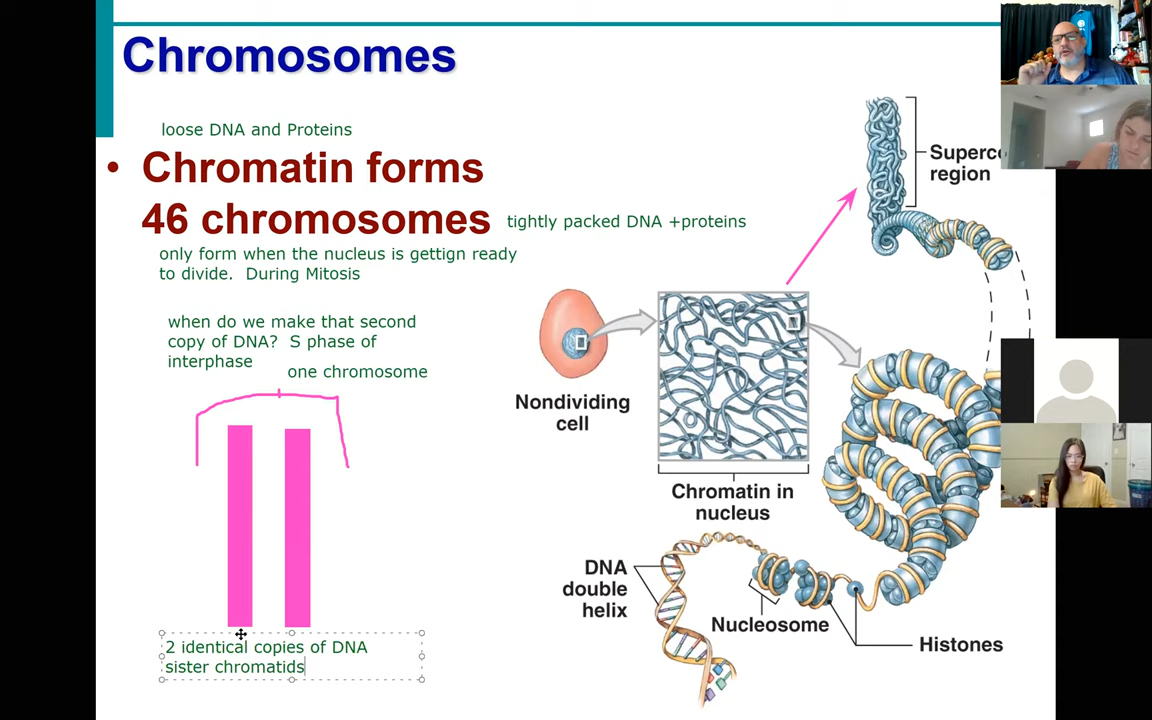 Chromosomes
loose DNA and Proteins
• Chromatin forms
46 chromosomes
tightly packed DNA +proteins
only form when the nucleus is gettign ready
to divide. During Mitosis
when do we make that second
copy of DNA? S phase of
interphase
one chromosome
2 identical copies of DNA
sister chromatids
Superc
region
Nondividing
cell
Chromatin in
nucleus
DNA
double
helix
Nucleosome
Histones